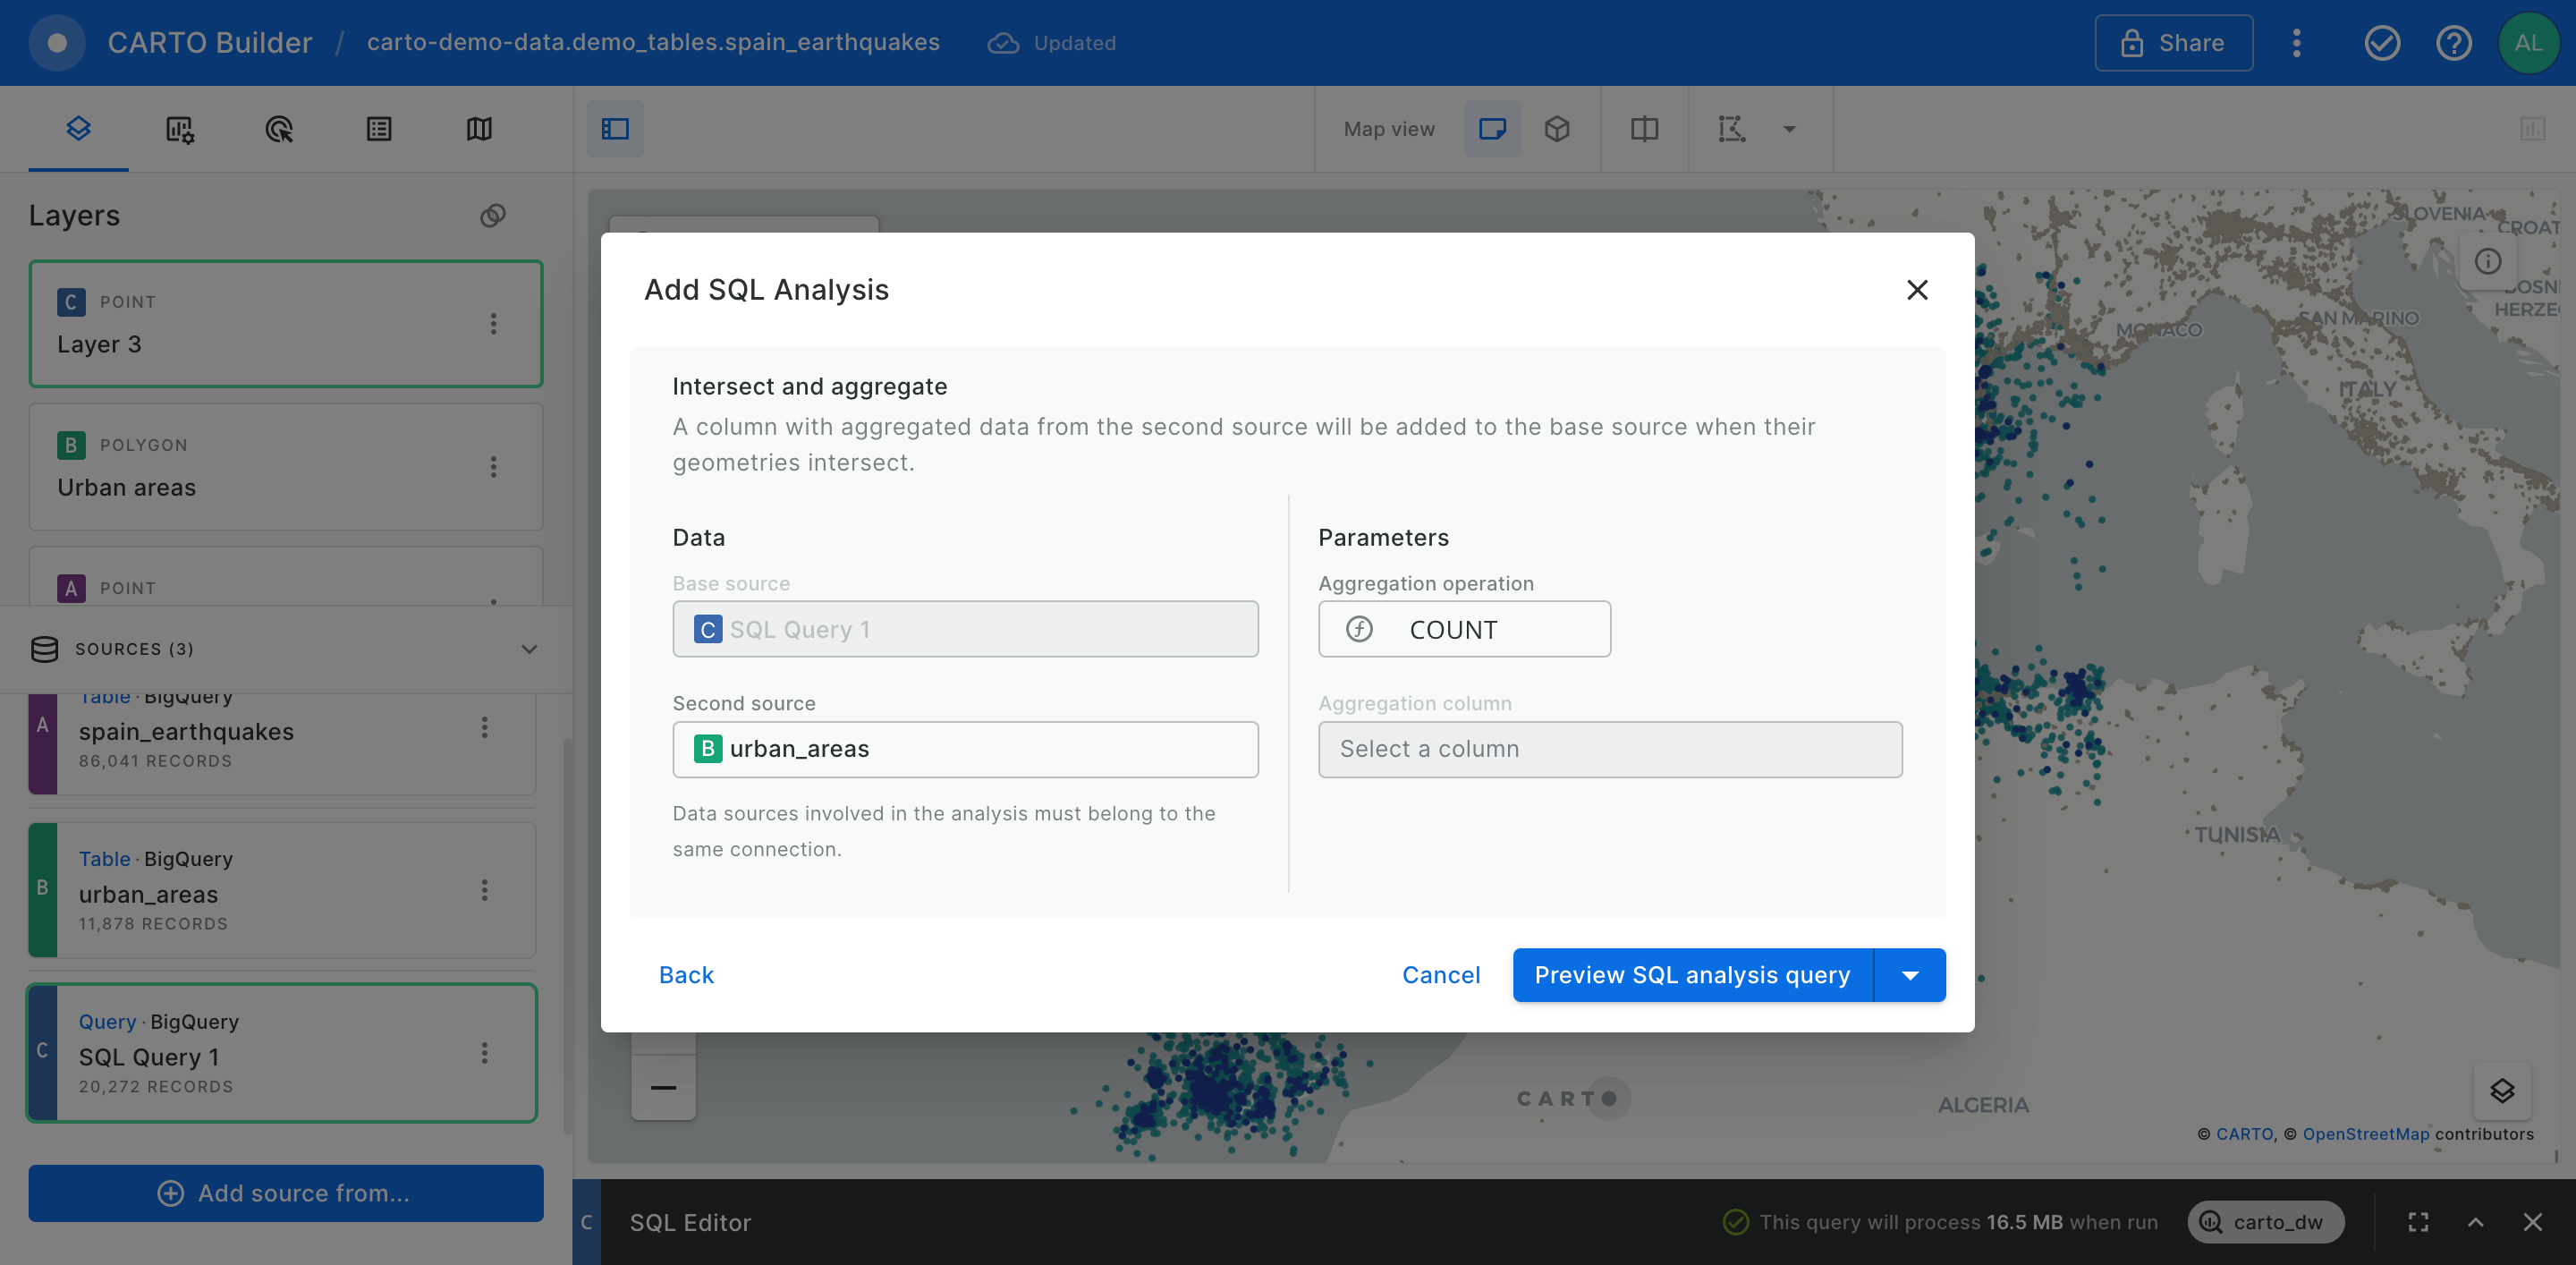 CARTO Builder / carto-demo-data.demo_tables.spain_earthquakes Updated
Share
AL
Map view
Layers
C POINT
Layer 3
B POLYGON
Urban areas
A POINT
SOURCES (3)
A
Table · BigQuery
spain_earthquakes
86,041 RECORDS
B
Table · BigQuery
urban_areas
11,878 RECORDS
C
Query · BigQuery
SQL Query 1
20,272 RECORDS
Add source from...
Add SQL Analysis
Intersect and aggregate
A column with aggregated data from the second source will be added to the base source when their
geometries intersect.
Data
Base source
C SQL Query 1
Second source
B urban_areas
Data sources involved in the analysis must belong to the
same connection.
Parameters
Aggregation operation
COUNT
Aggregation column
Select a column
Back
Cancel
Preview SQL analysis query
SLOVENIA
CROAT
BOSN
HERZE
SAN MARINO
MONACO
ITALY
TUNISIA
ALGERIA
CARTO
© CARTO, © OpenStreetMap contributors
C
SQL Editor
This query will process 16.5 MB when run
carto_dw